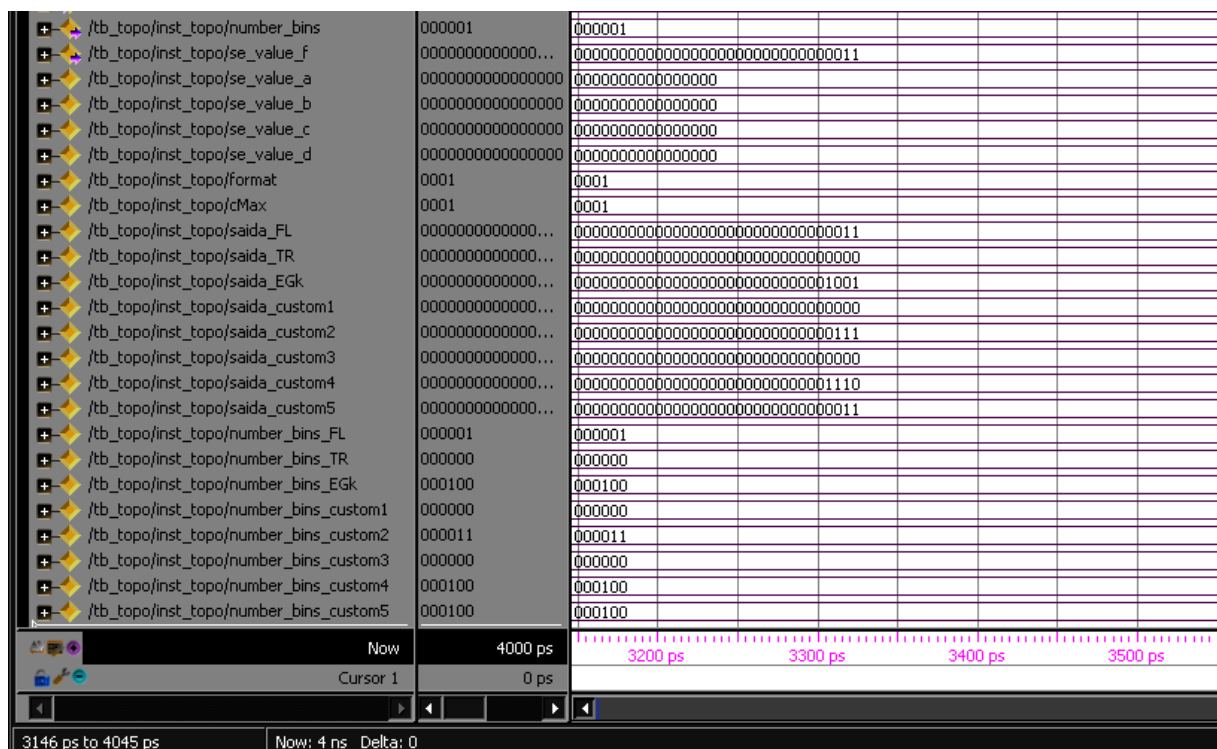 /tb_topo/inst_topo/number_bins 000001 000001
/tb_topo/inst_topo/se_value_f 0000000000000... 00000000000000000000000000000011
/tb_topo/inst_topo/se_value_a 0000000000000000 0000000000000000
/tb_topo/inst_topo/se_value_b 0000000000000000 0000000000000000
/tb_topo/inst_topo/se_value_c 0000000000000000 0000000000000000
/tb_topo/inst_topo/se_value_d 0000000000000000 0000000000000000
/tb_topo/inst_topo/format 0001 0001
/tb_topo/inst_topo/cMax 0001 0001
/tb_topo/inst_topo/saida_FL 0000000000000... 00000000000000000000000000000011
/tb_topo/inst_topo/saida_TR 0000000000000... 00000000000000000000000000000000
/tb_topo/inst_topo/saida_EGk 0000000000000... 00000000000000000000000000001001
/tb_topo/inst_topo/saida_custom1 0000000000000... 00000000000000000000000000000000
/tb_topo/inst_topo/saida_custom2 0000000000000... 00000000000000000000000000000111
/tb_topo/inst_topo/saida_custom3 0000000000000... 00000000000000000000000000000000
/tb_topo/inst_topo/saida_custom4 0000000000000... 00000000000000000000000000001110
/tb_topo/inst_topo/saida_custom5 0000000000000... 00000000000000000000000000000011
/tb_topo/inst_topo/number_bins_FL 000001 000001
/tb_topo/inst_topo/number_bins_TR 000000 000000
/tb_topo/inst_topo/number_bins_EGk 000100 000100
/tb_topo/inst_topo/number_bins_custom1 000000 000000
/tb_topo/inst_topo/number_bins_custom2 000011 000011
/tb_topo/inst_topo/number_bins_custom3 000000 000000
/tb_topo/inst_topo/number_bins_custom4 000100 000100
/tb_topo/inst_topo/number_bins_custom5 000100 000100
Now 4000 ps 3200 ps 3300 ps 3400 ps 3500 ps
Cursor 1 0 ps
3146 ps to 4045 ps Now: 4 ns Delta: 0